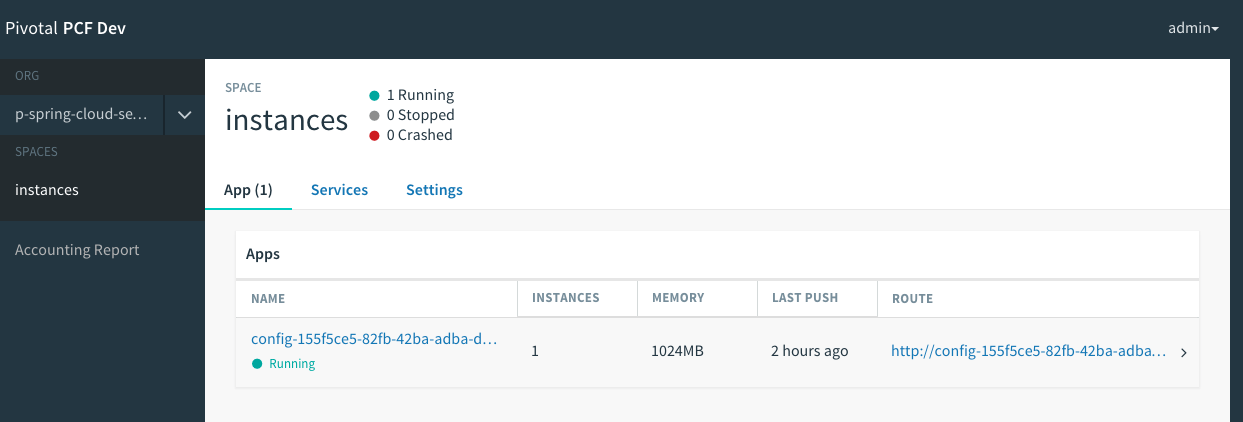 Pivotal PCF Dev
admin
ORG
p-spring-cloud-se...
SPACES
instances
Accounting Report
SPACE
instances
1 Running
0 Stopped
0 Crashed
App (1) Services Settings
Apps
NAME INSTANCES MEMORY LAST PUSH ROUTE
config-155f5ce5-82fb-42ba-adba-d... 1 1024MB 2 hours ago http://config-155f5ce5-82fb-42ba-adba...
Running